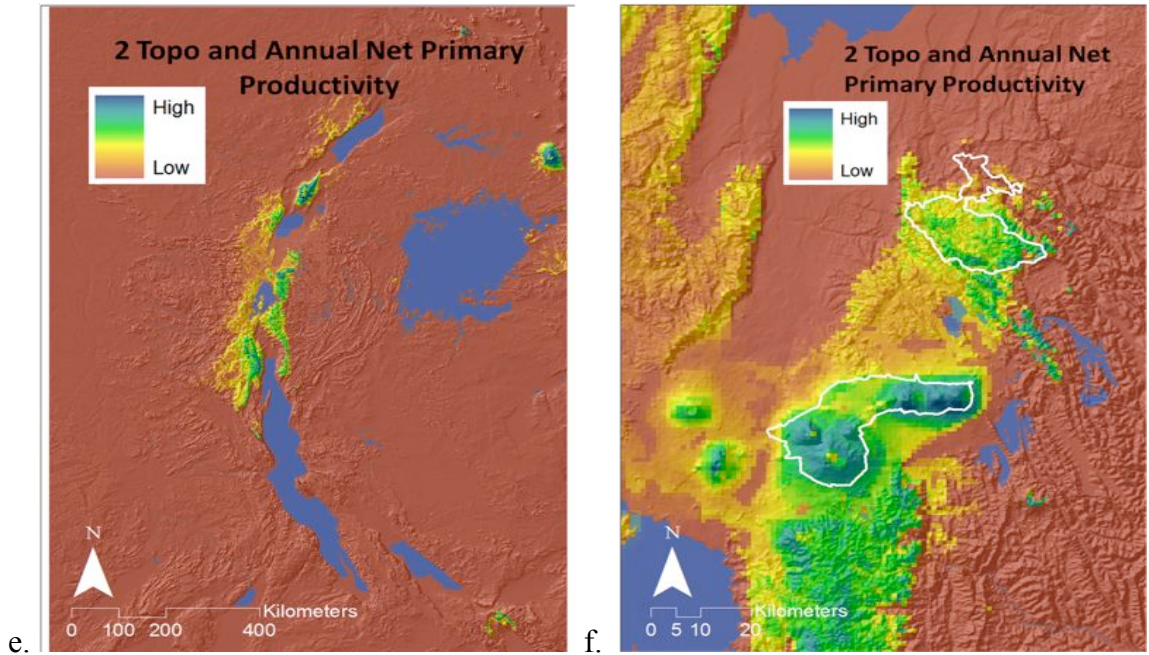 2 Topo and Annual Net Primary
Productivity
High
Low
N
Kilometers
0 100 200 400
e.
2 Topo and Annual Net
Primary Productivity
High
Low
N
Kilometers
0 5 10 20
f.